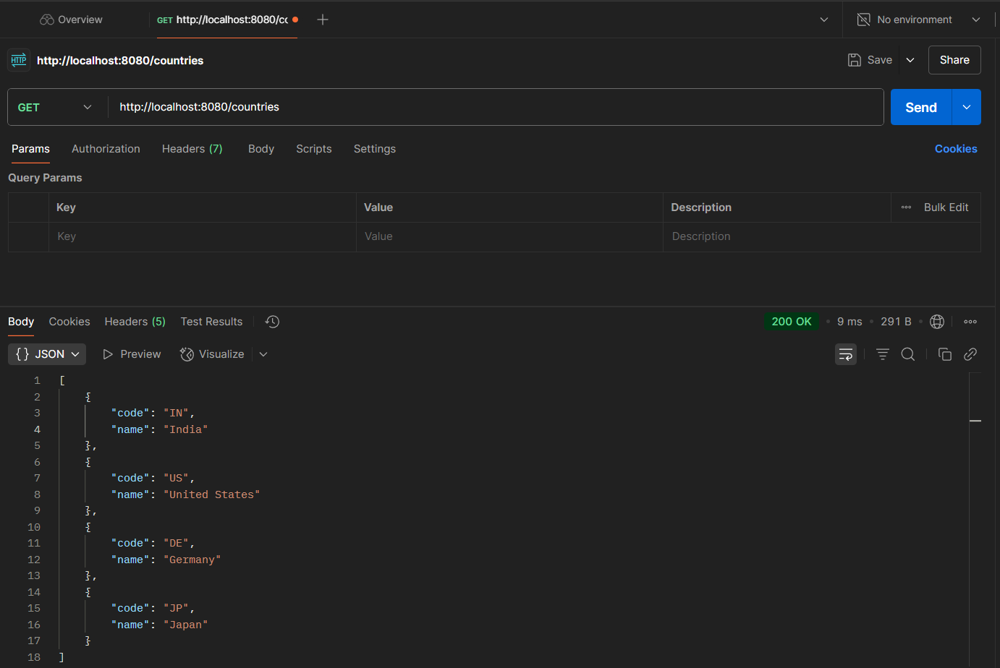 Overview
GET http://localhost:8080/cc
No environment
HTTP http://localhost:8080/countries
Save
Share
GET http://localhost:8080/countries
Send
Params Authorization Headers (7) Body Scripts Settings Cookies
Query Params
Key Value Description Bulk Edit
Key Value Description
Body Cookies Headers (5) Test Results 200 OK • 9 ms • 291 B •
{} JSON Preview Visualize
1 [
2 {
3 "code": "IN",
4 "name": "India"
5 },
6 {
7 "code": "US",
8 "name": "United States"
9 },
10 {
11 "code": "DE",
12 "name": "Germany"
13 },
14 {
15 "code": "JP",
16 "name": "Japan"
17 }
18 ]